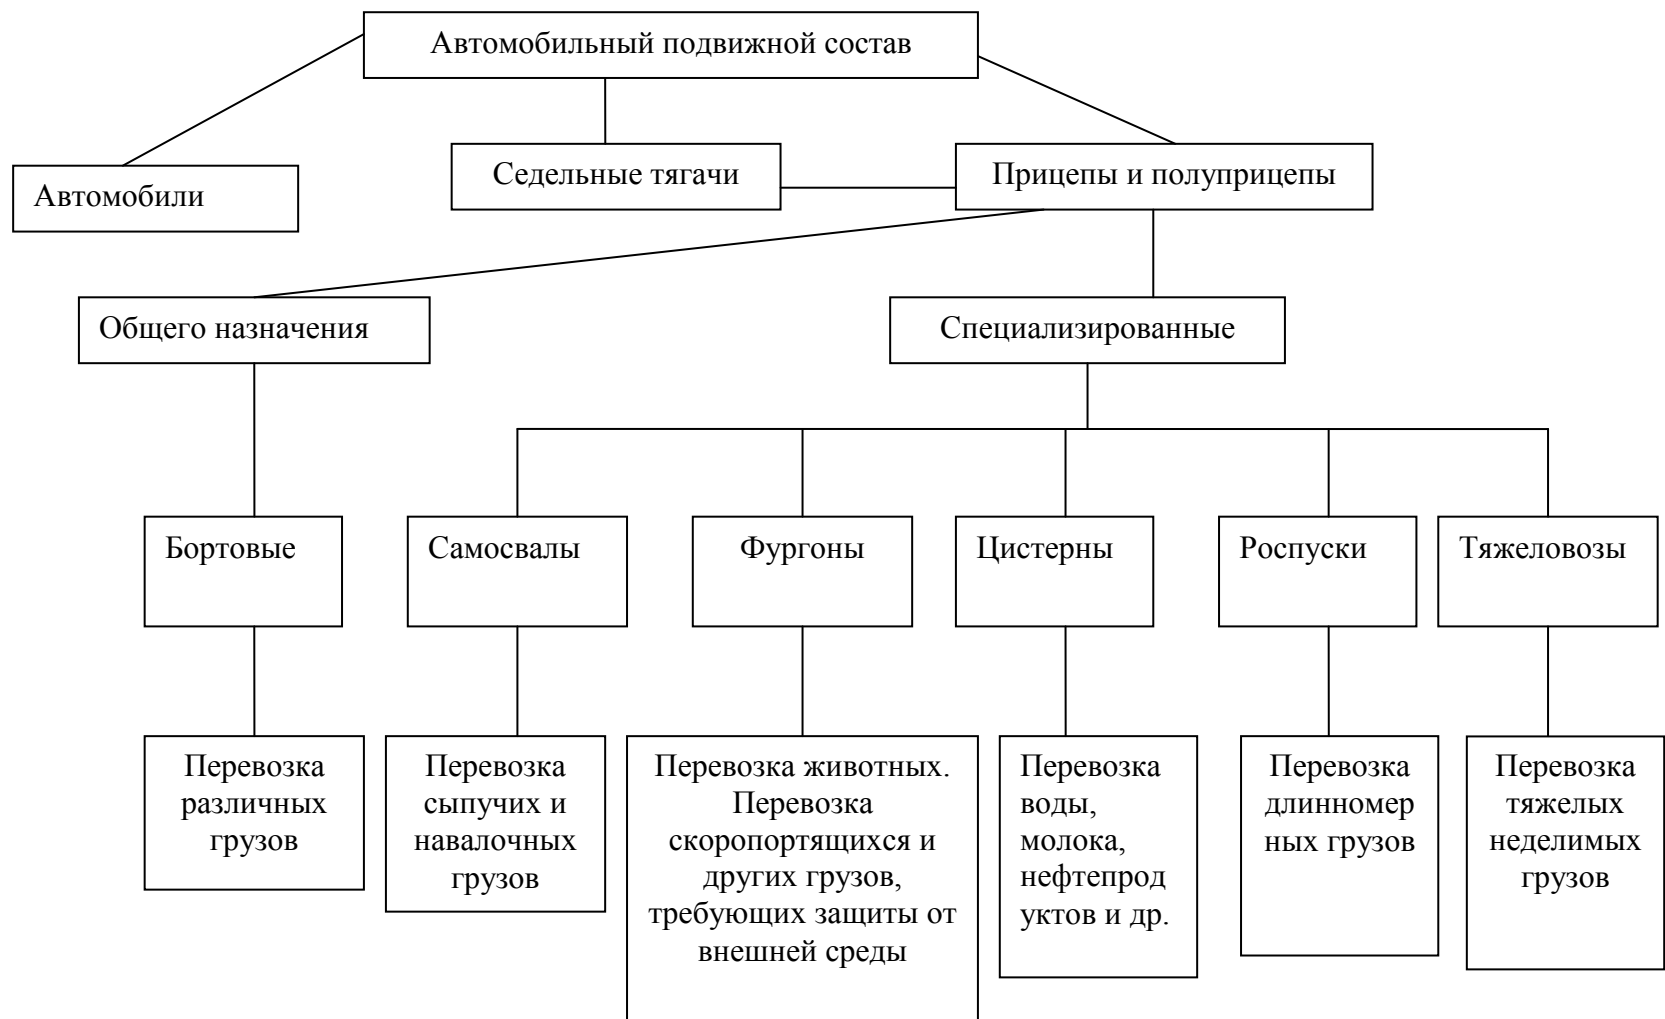 Автомобильный подвижной состав
Автомобили
Седельные тягачи
Прицепы и полуприцепы
Общего назначения
Специализированные
Бортовые
Самосвалы
Фургоны
Цистерны
Роспуски
Тяжеловозы
Перевозка
различных
грузов
Перевозка
сыпучих и
навалочных
грузов
Перевозка животных.
Перевозка
скоропортящихся и
других грузов,
требующих защиты от
внешней среды
Перевозка
воды,
молока,
нефтепрод
уктов и др.
Перевозка
длинномер
ных грузов
Перевозка
тяжелых
неделимых
грузов